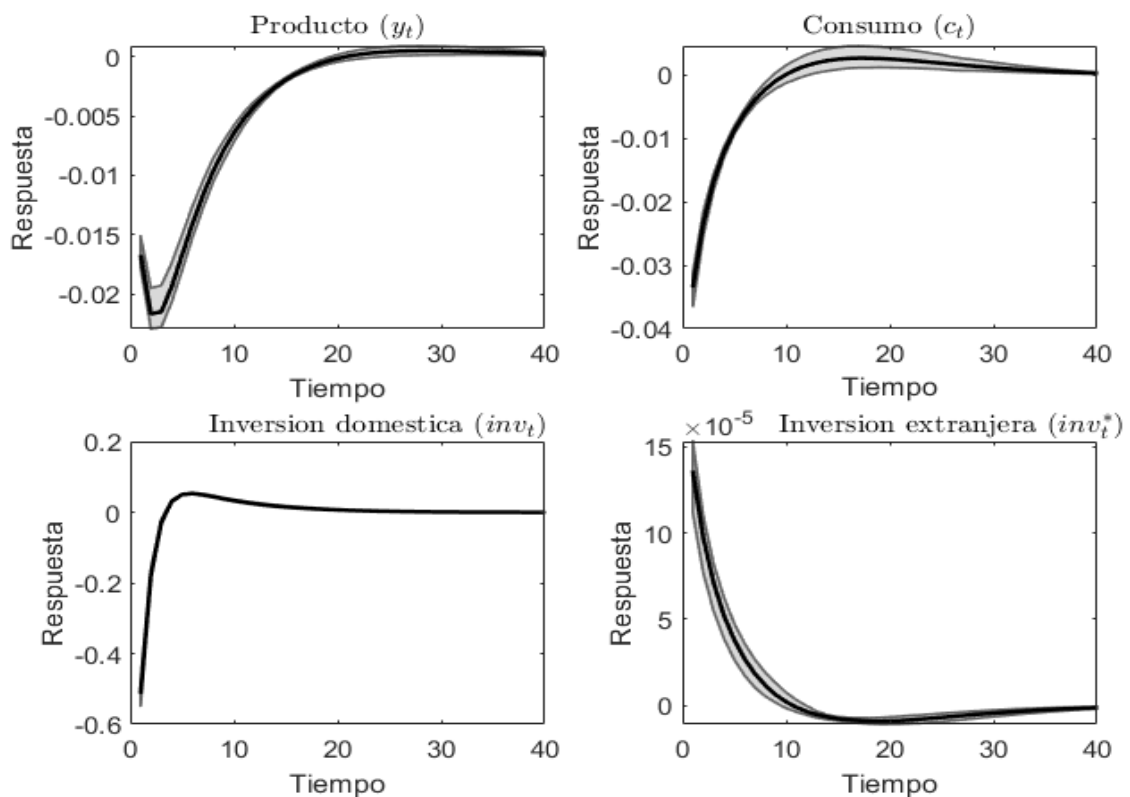 Producto (y_t)
0
-0.005
-0.01
-0.015
-0.02
Respuesta
0 10 20 30 40
Tiempo
Consumo (c_t)
0
-0.01
-0.02
-0.03
-0.04
Respuesta
0 10 20 30 40
Tiempo
Inversion domestica (inv_t)
0.2
0
-0.2
-0.4
-0.6
Respuesta
0 10 20 30 40
Tiempo
×10^-5 Inversion extranjera (inv_t^*)
15
10
5
0
Respuesta
0 10 20 30 40
Tiempo